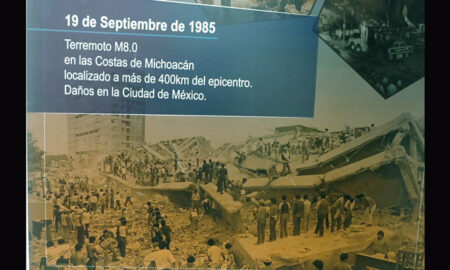 19 de Septiembre de 1985
Terremoto M8.0
en las Costas de Michoacán
localizado a más de 400km del epicentro.
Daños en la Ciudad de México.